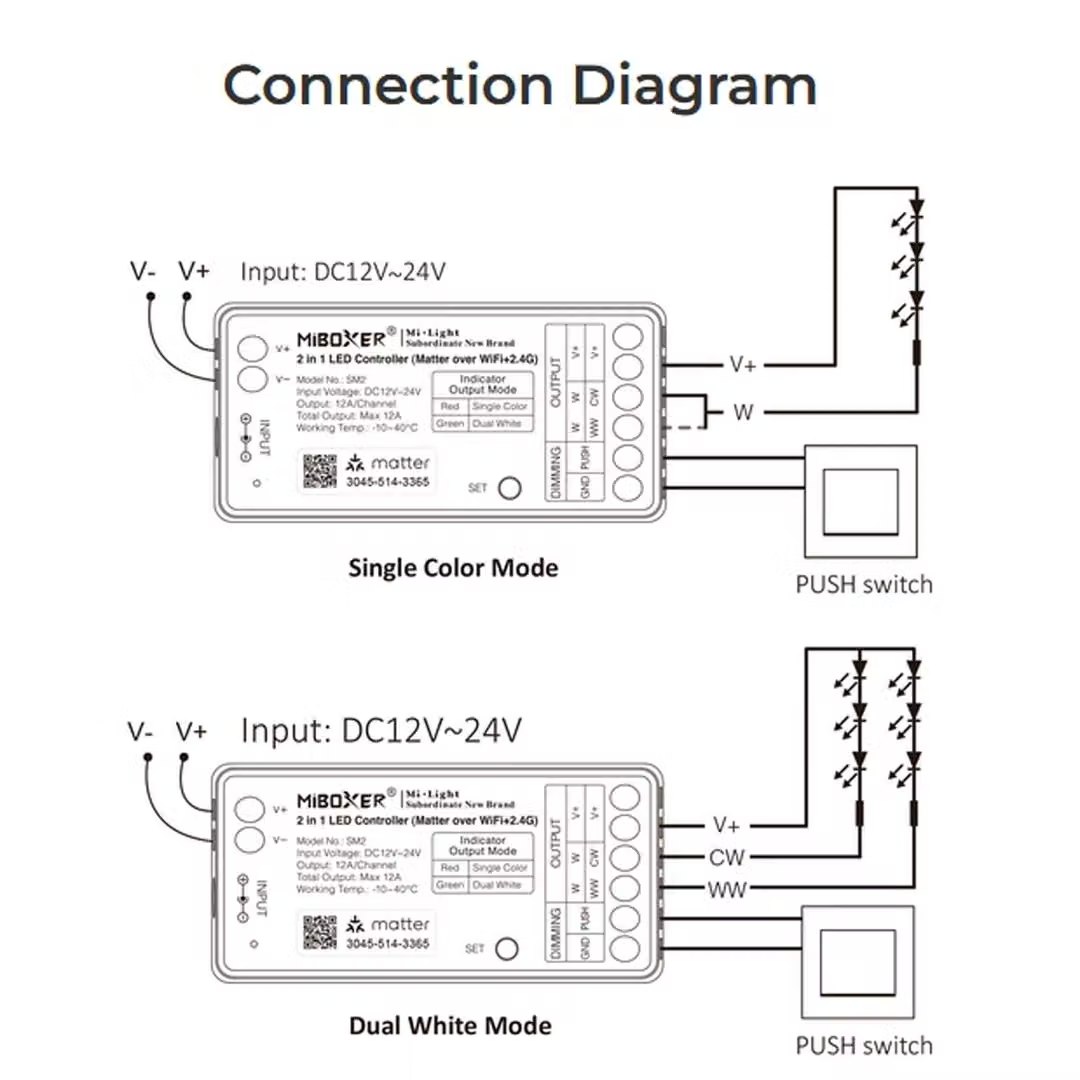 Connection Diagram
V- V+ Input: DC12V~24V
MiBOXER® Mi·Light
Subordinate New Brand
2 in 1 LED Controller (Matter over WiFi+2.4G)
Model No.: SM2
Input Voltage: DC12V~24V
Output: 12A/Channel
Total Output: Max 12A
Working Temp.: -10~40°C
Indicator
Output Mode
Red Single Color
Green Dual White
matter
3045-514-3365
SET
V+
V−
INPUT
OUTPUT
V+ V+
W CW
W WW
DIMMING
PUSH
GND
V+
W
Single Color Mode
PUSH switch
V- V+ Input: DC12V~24V
MiBOXER® Mi·Light
Subordinate New Brand
2 in 1 LED Controller (Matter over WiFi+2.4G)
Model No.: SM2
Input Voltage: DC12V~24V
Output: 12A/Channel
Total Output: Max 12A
Working Temp.: -10~40°C
Indicator
Output Mode
Red Single Color
Green Dual White
matter
3045-514-3365
SET
V+
V−
INPUT
OUTPUT
V+ V+
W CW
W WW
DIMMING
PUSH
GND
V+
CW
WW
Dual White Mode
PUSH switch